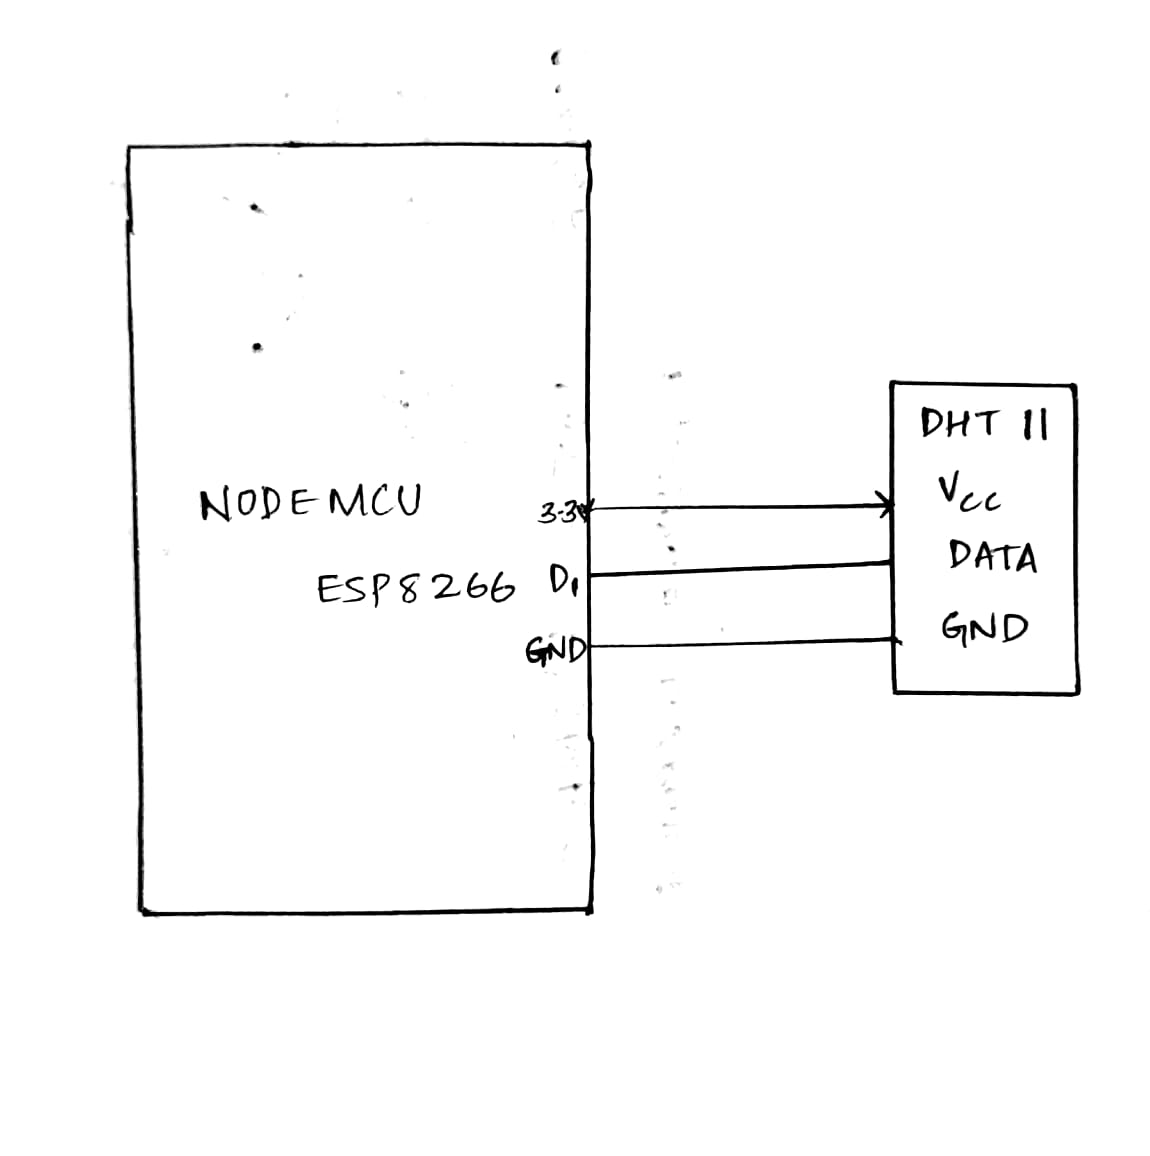 NODEMCU
ESP8266
3.3V
D1
GND
DHT 11
Vcc
DATA
GND